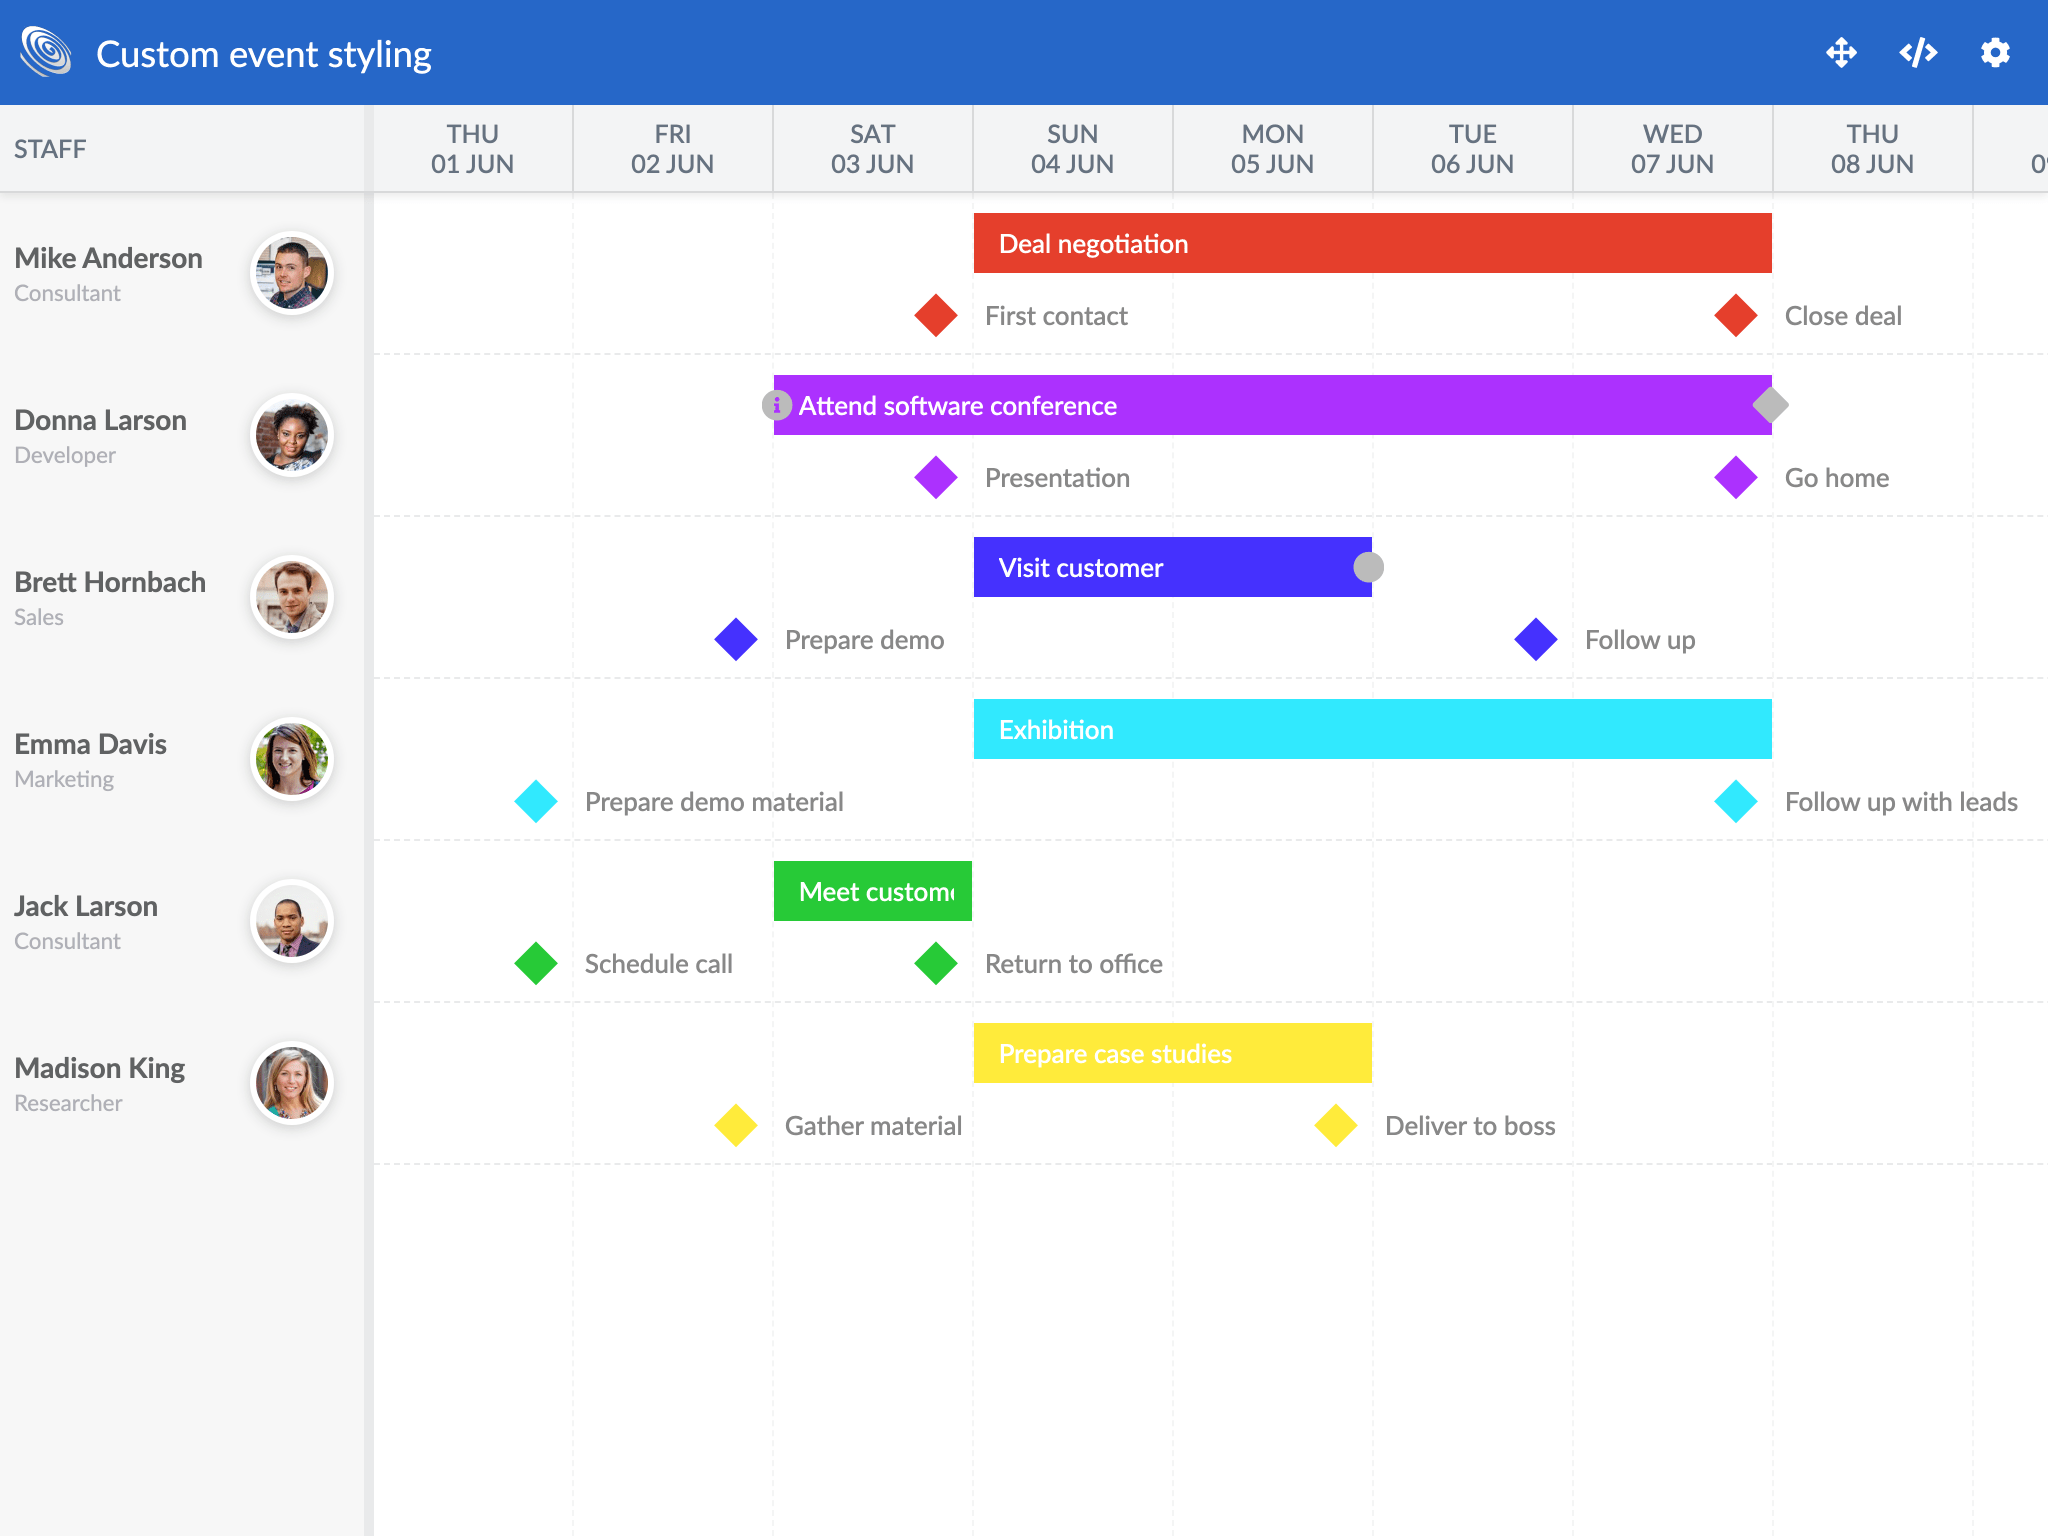 Custom event styling
STAFF
THU
01 JUN
FRI
02 JUN
SAT
03 JUN
SUN
04 JUN
MON
05 JUN
TUE
06 JUN
WED
07 JUN
THU
08 JUN
Mike Anderson
Consultant
Deal negotiation
First contact
Close deal
Donna Larson
Developer
Attend software conference
Presentation
Go home
Brett Hornbach
Sales
Visit customer
Prepare demo
Follow up
Emma Davis
Marketing
Exhibition
Prepare demo material
Follow up with leads
Jack Larson
Consultant
Meet
Schedule call
Return to office
Madison King
Researcher
Prepare case studies
Gather material
Deliver to boss